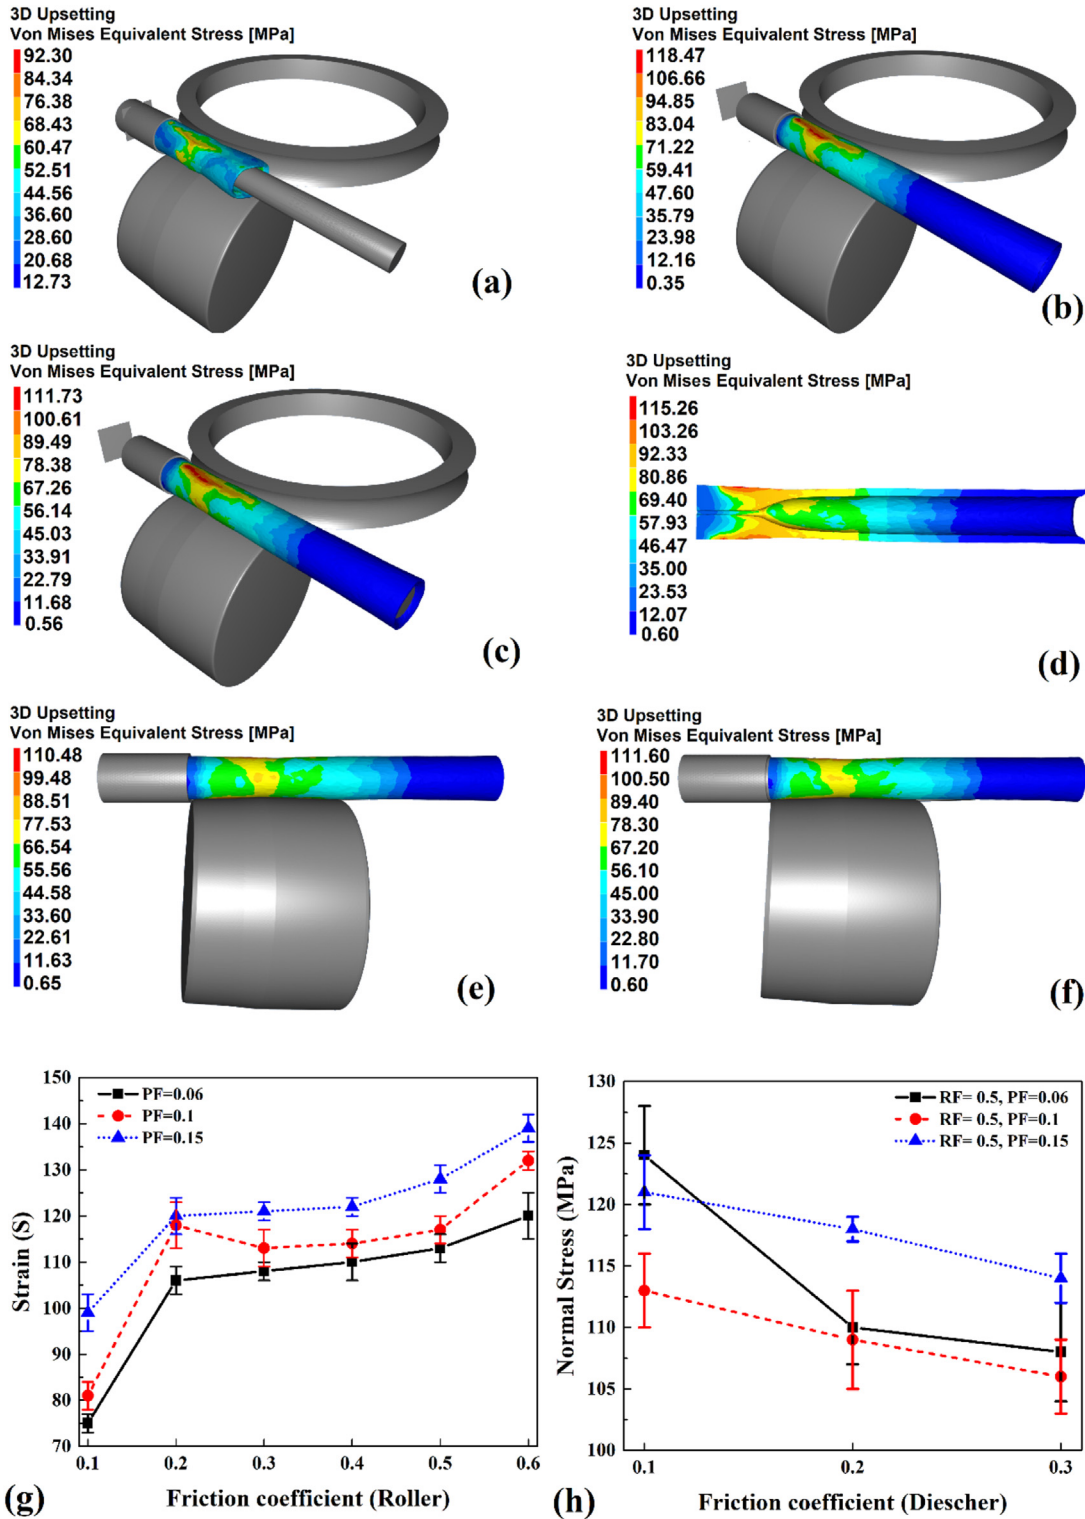 3D Upsetting
Von Mises Equivalent Stress [MPa]
92.30
84.34
76.38
68.43
60.47
52.51
44.56
36.60
28.60
20.68
12.73
(a)
3D Upsetting
Von Mises Equivalent Stress [MPa]
118.47
106.66
94.85
83.04
71.22
59.41
47.60
35.79
23.98
12.16
0.35
(b)
3D Upsetting
Von Mises Equivalent Stress [MPa]
111.73
100.61
89.49
78.38
67.26
56.14
45.03
33.91
22.79
11.68
0.56
(c)
3D Upsetting
Von Mises Equivalent Stress [MPa]
115.26
103.26
92.33
80.86
69.40
57.93
46.47
35.00
23.53
12.07
0.60
(d)
3D Upsetting
Von Mises Equivalent Stress [MPa]
110.48
99.48
88.51
77.53
66.54
55.56
44.58
33.60
22.61
11.63
0.65
(e)
3D Upsetting
Von Mises Equivalent Stress [MPa]
111.60
100.50
89.40
78.30
67.20
56.10
45.00
33.90
22.80
11.70
0.60
(f)
150
140
130
120
110
100
90
80
70
Strain (S)
PF=0.06
PF=0.1
PF=0.15
0.1 0.2 0.3 0.4 0.5 0.6
Friction coefficient (Roller)
(g)
130
125
120
115
110
105
100
Normal Stress (MPa)
RF= 0.5, PF=0.06
RF= 0.5, PF=0.1
RF= 0.5, PF=0.15
0.1 0.2 0.3
Friction coefficient (Diescher)
(h)